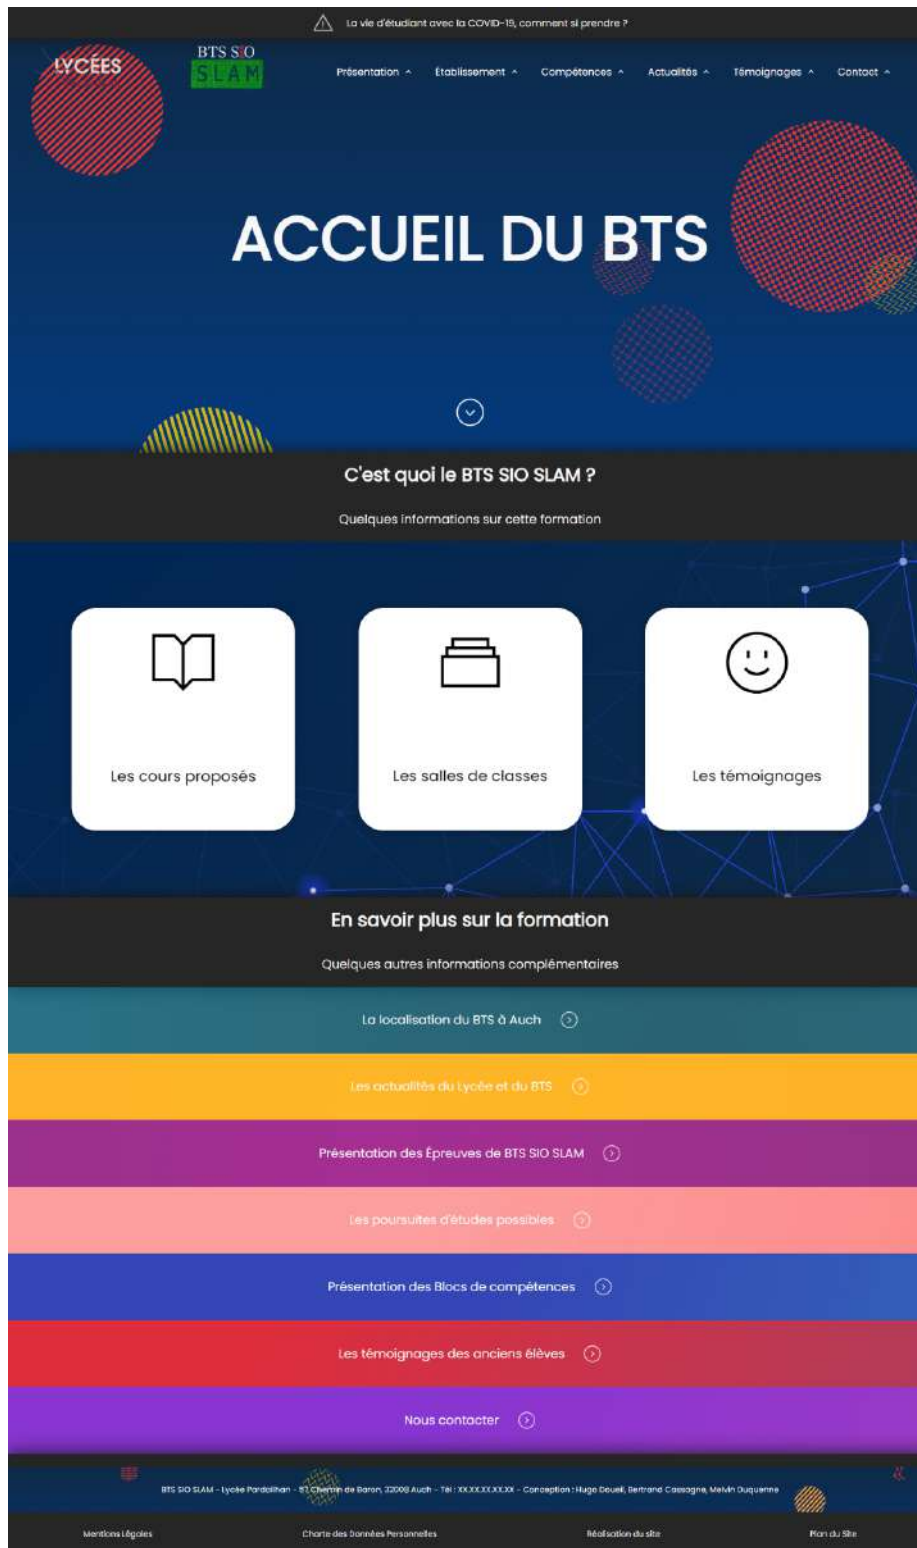 La vie d'étudiant avec la COVID-19, comment si prendre ?
LYCÉES
BTS SIO
SLAM
Présentation
Établissement
Compétences
Actualités
Témoignages
Contact
ACCUEIL DU BTS
C'est quoi le BTS SIO SLAM ?
Quelques informations sur cette formation
Les cours proposés
Les salles de classes
Les témoignages
En savoir plus sur la formation
Quelques autres informations complémentaires
La localisation du BTS à Auch
Les actualités du Lycée et du BTS
Présentation des Épreuves de BTS SIO SLAM
Les poursuites d'études possibles
Présentation des Blocs de compétences
Les témoignages des anciens élèves
Nous contacter
BTS SIO SLAM - Lycée Pardailhan - Chemin de Baron, 32008 Auch - Tél : XX.XX.XX.XX.XX - Conception : Hugo Doueil, Bertrand Cassagne, Melvin Duquenne
Mentions Légales
Charte des Données Personnelles
Réalisation du site
Plan du Site